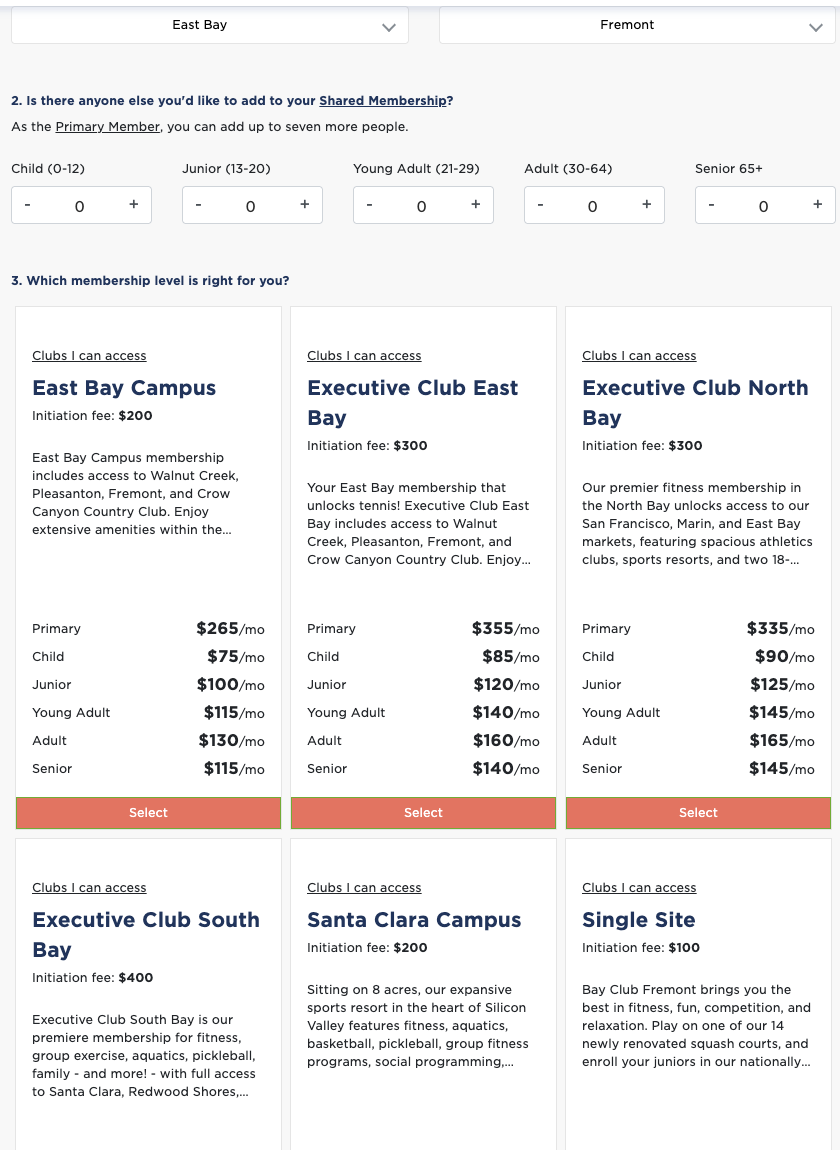 East Bay
Fremont
2. Is there anyone else you'd like to add to your Shared Membership?
As the Primary Member, you can add up to seven more people.
Child (0-12)
Junior (13-20)
Young Adult (21-29)
Adult (30-64)
Senior 65+
- 0 +
- 0 +
- 0 +
- 0 +
- 0 +
3. Which membership level is right for you?
Clubs I can access
East Bay Campus
Initiation fee: $200
East Bay Campus membership
includes access to Walnut Creek,
Pleasanton, Fremont, and Crow
Canyon Country Club. Enjoy
extensive amenities within the...
Primary $265/mo
Child $75/mo
Junior $100/mo
Young Adult $115/mo
Adult $130/mo
Senior $115/mo
Select
Clubs I can access
Executive Club East
Bay
Initiation fee: $300
Your East Bay membership that
unlocks tennis! Executive Club East
Bay includes access to Walnut
Creek, Pleasanton, Fremont, and
Crow Canyon Country Club. Enjoy...
Primary $355/mo
Child $85/mo
Junior $120/mo
Young Adult $140/mo
Adult $160/mo
Senior $140/mo
Select
Clubs I can access
Executive Club North
Bay
Initiation fee: $300
Our premier fitness membership in
the North Bay unlocks access to our
San Francisco, Marin, and East Bay
markets, featuring spacious athletics
clubs, sports resorts, and two 18-...
Primary $335/mo
Child $90/mo
Junior $125/mo
Young Adult $145/mo
Adult $165/mo
Senior $145/mo
Select
Clubs I can access
Executive Club South
Bay
Initiation fee: $400
Executive Club South Bay is our
premiere membership for fitness,
group exercise, aquatics, pickleball,
family - and more! - with full access
to Santa Clara, Redwood Shores,...
Clubs I can access
Santa Clara Campus
Initiation fee: $200
Sitting on 8 acres, our expansive
sports resort in the heart of Silicon
Valley features fitness, aquatics,
basketball, pickleball, group fitness
programs, social programming,...
Clubs I can access
Single Site
Initiation fee: $100
Bay Club Fremont brings you the
best in fitness, fun, competition, and
relaxation. Play on one of our 14
newly renovated squash courts, and
enroll your juniors in our nationally...